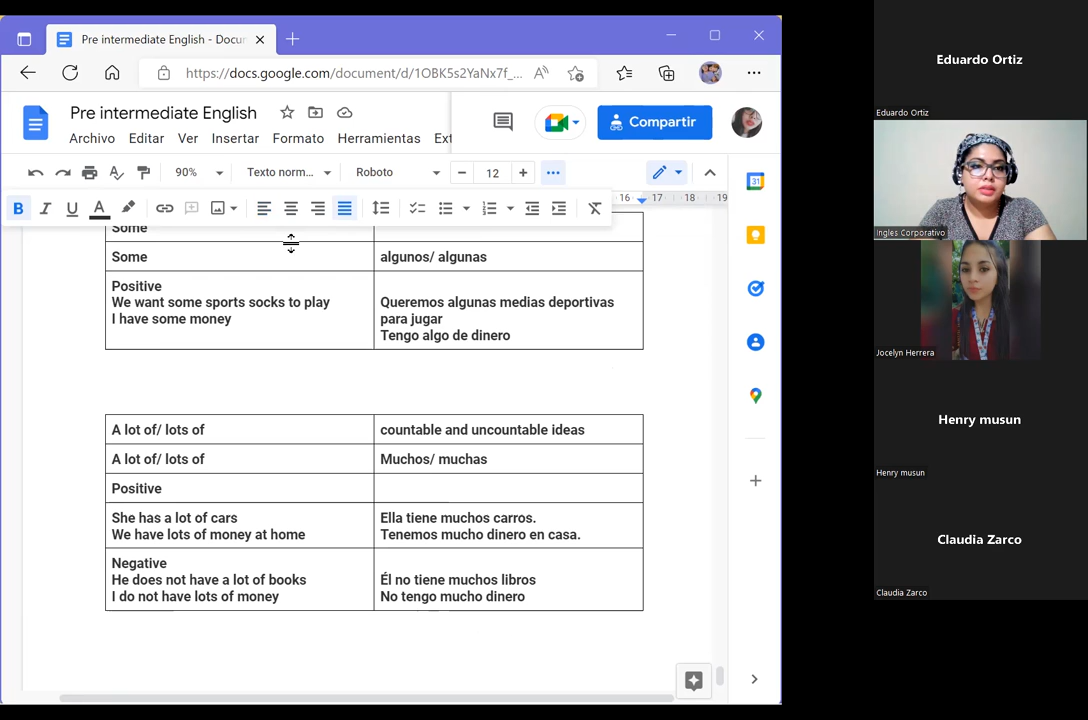 Pre intermediate English - Docur
https://docs.google.com/document/d/1OBK5s2YaNx7f_...
Pre intermediate English
Compartir
Archivo Editar Ver Insertar Formato Herramientas Ext
90% Texto norm... Roboto 12
16 17 18 19
Some
Some algunos/ algunas
Positive
We want some sports socks to play Queremos algunas medias deportivas
I have some money para jugar
Tengo algo de dinero
A lot of/ lots of countable and uncountable ideas
A lot of/ lots of Muchos/ muchas
Positive
She has a lot of cars Ella tiene muchos carros.
We have lots of money at home Tenemos mucho dinero en casa.
Negative
He does not have a lot of books Él no tiene muchos libros
I do not have lots of money No tengo mucho dinero
Eduardo Ortiz
Eduardo Ortiz
Ingles Corporativo
Jocelyn Herrera
Henry musun
Henry musun
Claudia Zarco
Claudia Zarco